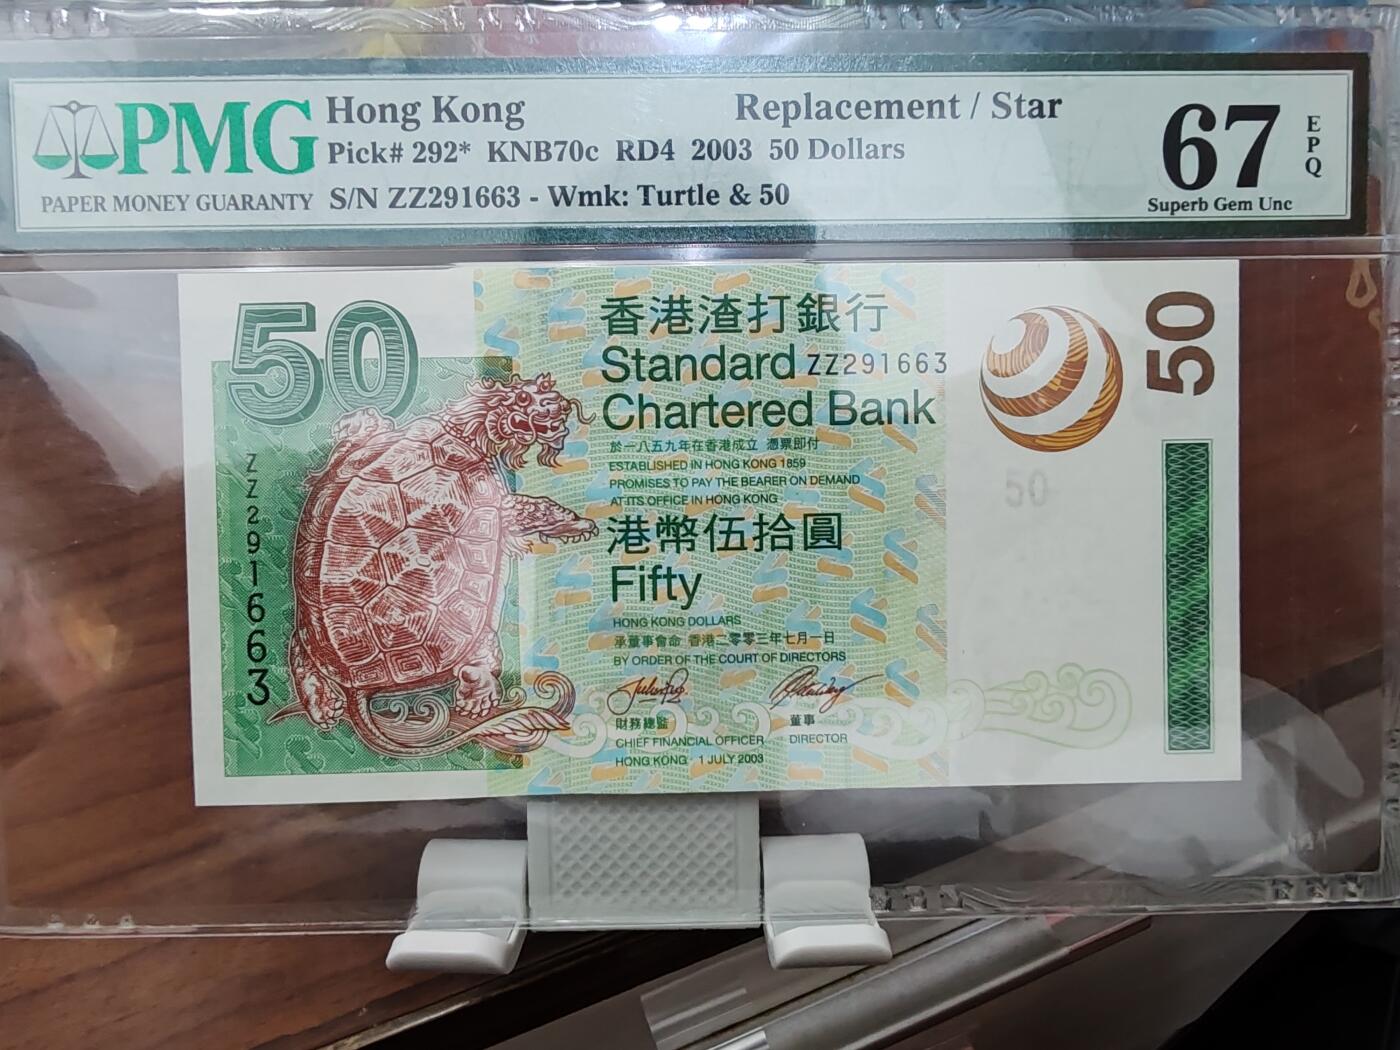 PMG
PAPER MONEY GUARANTY
Hong Kong
Replacement / Star
Pick# 292* KNB70c RD4 2003 50 Dollars
S/N ZZ291663 - Wmk: Turtle & 50
67
EPQ
Superb Gem Unc
50
香港渣打銀行
Standard ZZ291663
Chartered Bank
50
於一八五九年在香港成立 憑票即付
ESTABLISHED IN HONG KONG 1859
PROMISES TO PAY THE BEARER ON DEMAND
AT ITS OFFICE IN HONG KONG
50
港幣伍拾圓
Fifty
HONG KONG DOLLARS
承董事會命 香港二零零三年七月一日
BY ORDER OF THE COURT OF DIRECTORS
ZZ291663
財務總監
CHIEF FINANCIAL OFFICER
董事
DIRECTOR
HONG KONG 1 JULY 2003